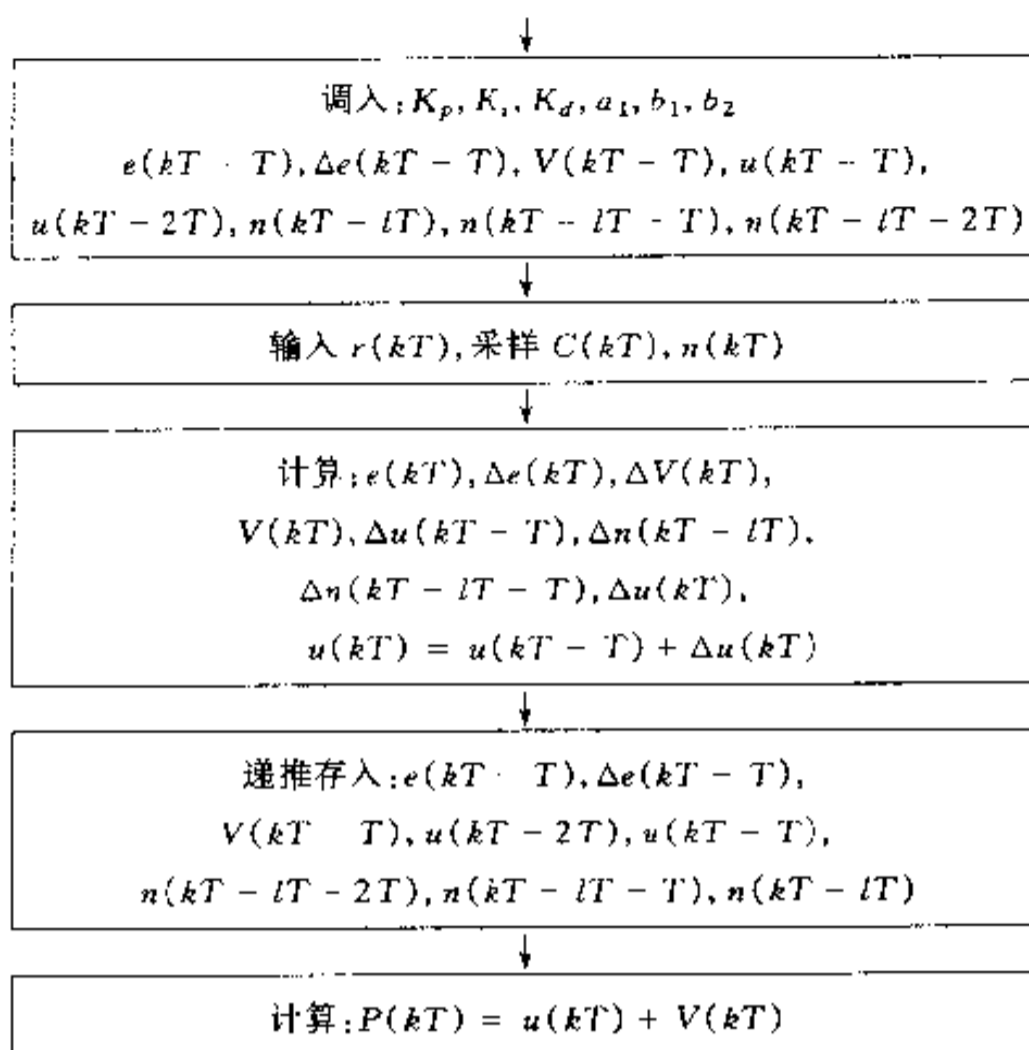 调入:K_p, K_i, K_d, a_1, b_1, b_2
e(kT - T), Δe(kT - T), V(kT - T), u(kT - T),
u(kT - 2T), n(kT - lT), n(kT - lT - T), n(kT - lT - 2T)
输入 r(kT),采样 C(kT), n(kT)
计算:e(kT), Δe(kT), ΔV(kT),
V(kT), Δu(kT - T), Δn(kT - lT),
Δn(kT - lT - T), Δu(kT),
u(kT) = u(kT - T) + Δu(kT)
递推存入:e(kT - T), Δe(kT - T),
V(kT - T), u(kT - 2T), u(kT - T),
n(kT - lT - 2T), n(kT - lT - T), n(kT - lT)
计算:P(kT) = u(kT) + V(kT)